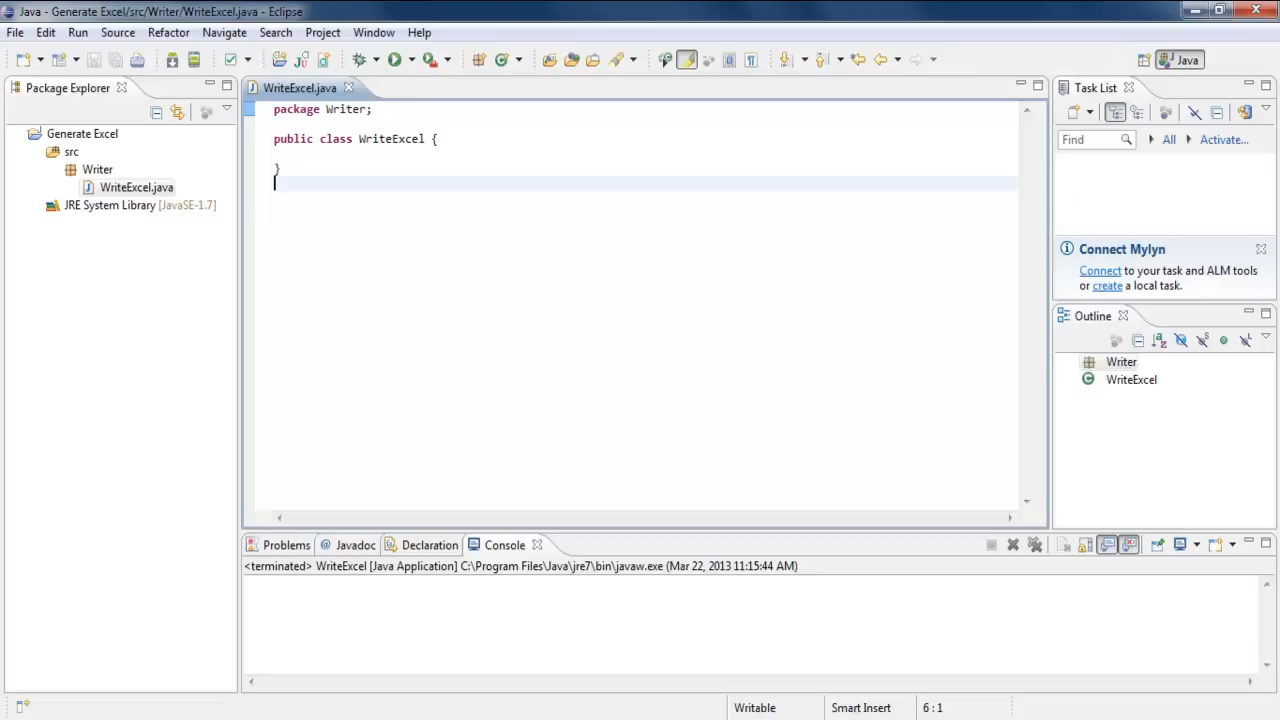 Java - Generate Excel/src/Writer/WriteExcel.java - Eclipse
File Edit Run Source Refactor Navigate Search Project Window Help
Java
Package Explorer
Generate Excel
src
Writer
WriteExcel.java
JRE System Library [JavaSE-1.7]
WriteExcel.java
package Writer;
public class WriteExcel {
}
Task List
Find All Activate...
Connect Mylyn
Connect to your task and ALM tools
or create a local task.
Outline
Writer
WriteExcel
Problems @ Javadoc Declaration Console
<terminated> WriteExcel [Java Application] C:\Program Files\Java\jre7\bin\javaw.exe (Mar 22, 2013 11:15:44 AM)
Writable Smart Insert 6 : 1